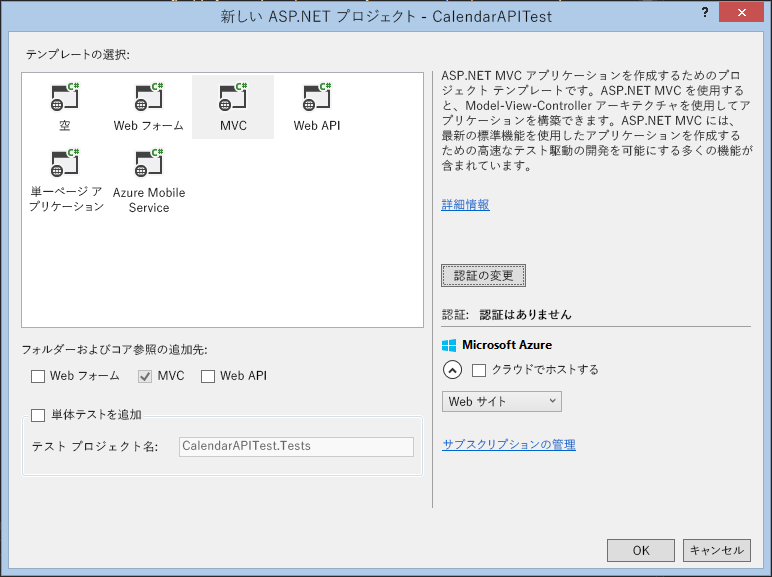 新しい ASP.NET プロジェクト - CalendarAPITest
?
テンプレートの選択:
C# C# C# C#
空 Web フォーム MVC Web API
C# C#
単一ページ ア
プリケーション
Azure Mobile
Service
ASP.NET MVC アプリケーションを作成するためのプロ
ジェクト テンプレートです。ASP.NET MVC を使用する
と、Model-View-Controller アーキテクチャを使用してア
プリケーションを構築できます。ASP.NET MVC には、
最新の標準機能を使用したアプリケーションを作成する
ための高速なテスト駆動の開発を可能にする多くの機能が
含まれています。
詳細情報
認証の変更
認証: 認証はありません
フォルダーおよびコア参照の追加先:
Web フォーム MVC Web API
単体テストを追加
テスト プロジェクト名: CalendarAPITest.Tests
Microsoft Azure
クラウドでホストする
Web サイト
サブスクリプションの管理
OK キャンセル